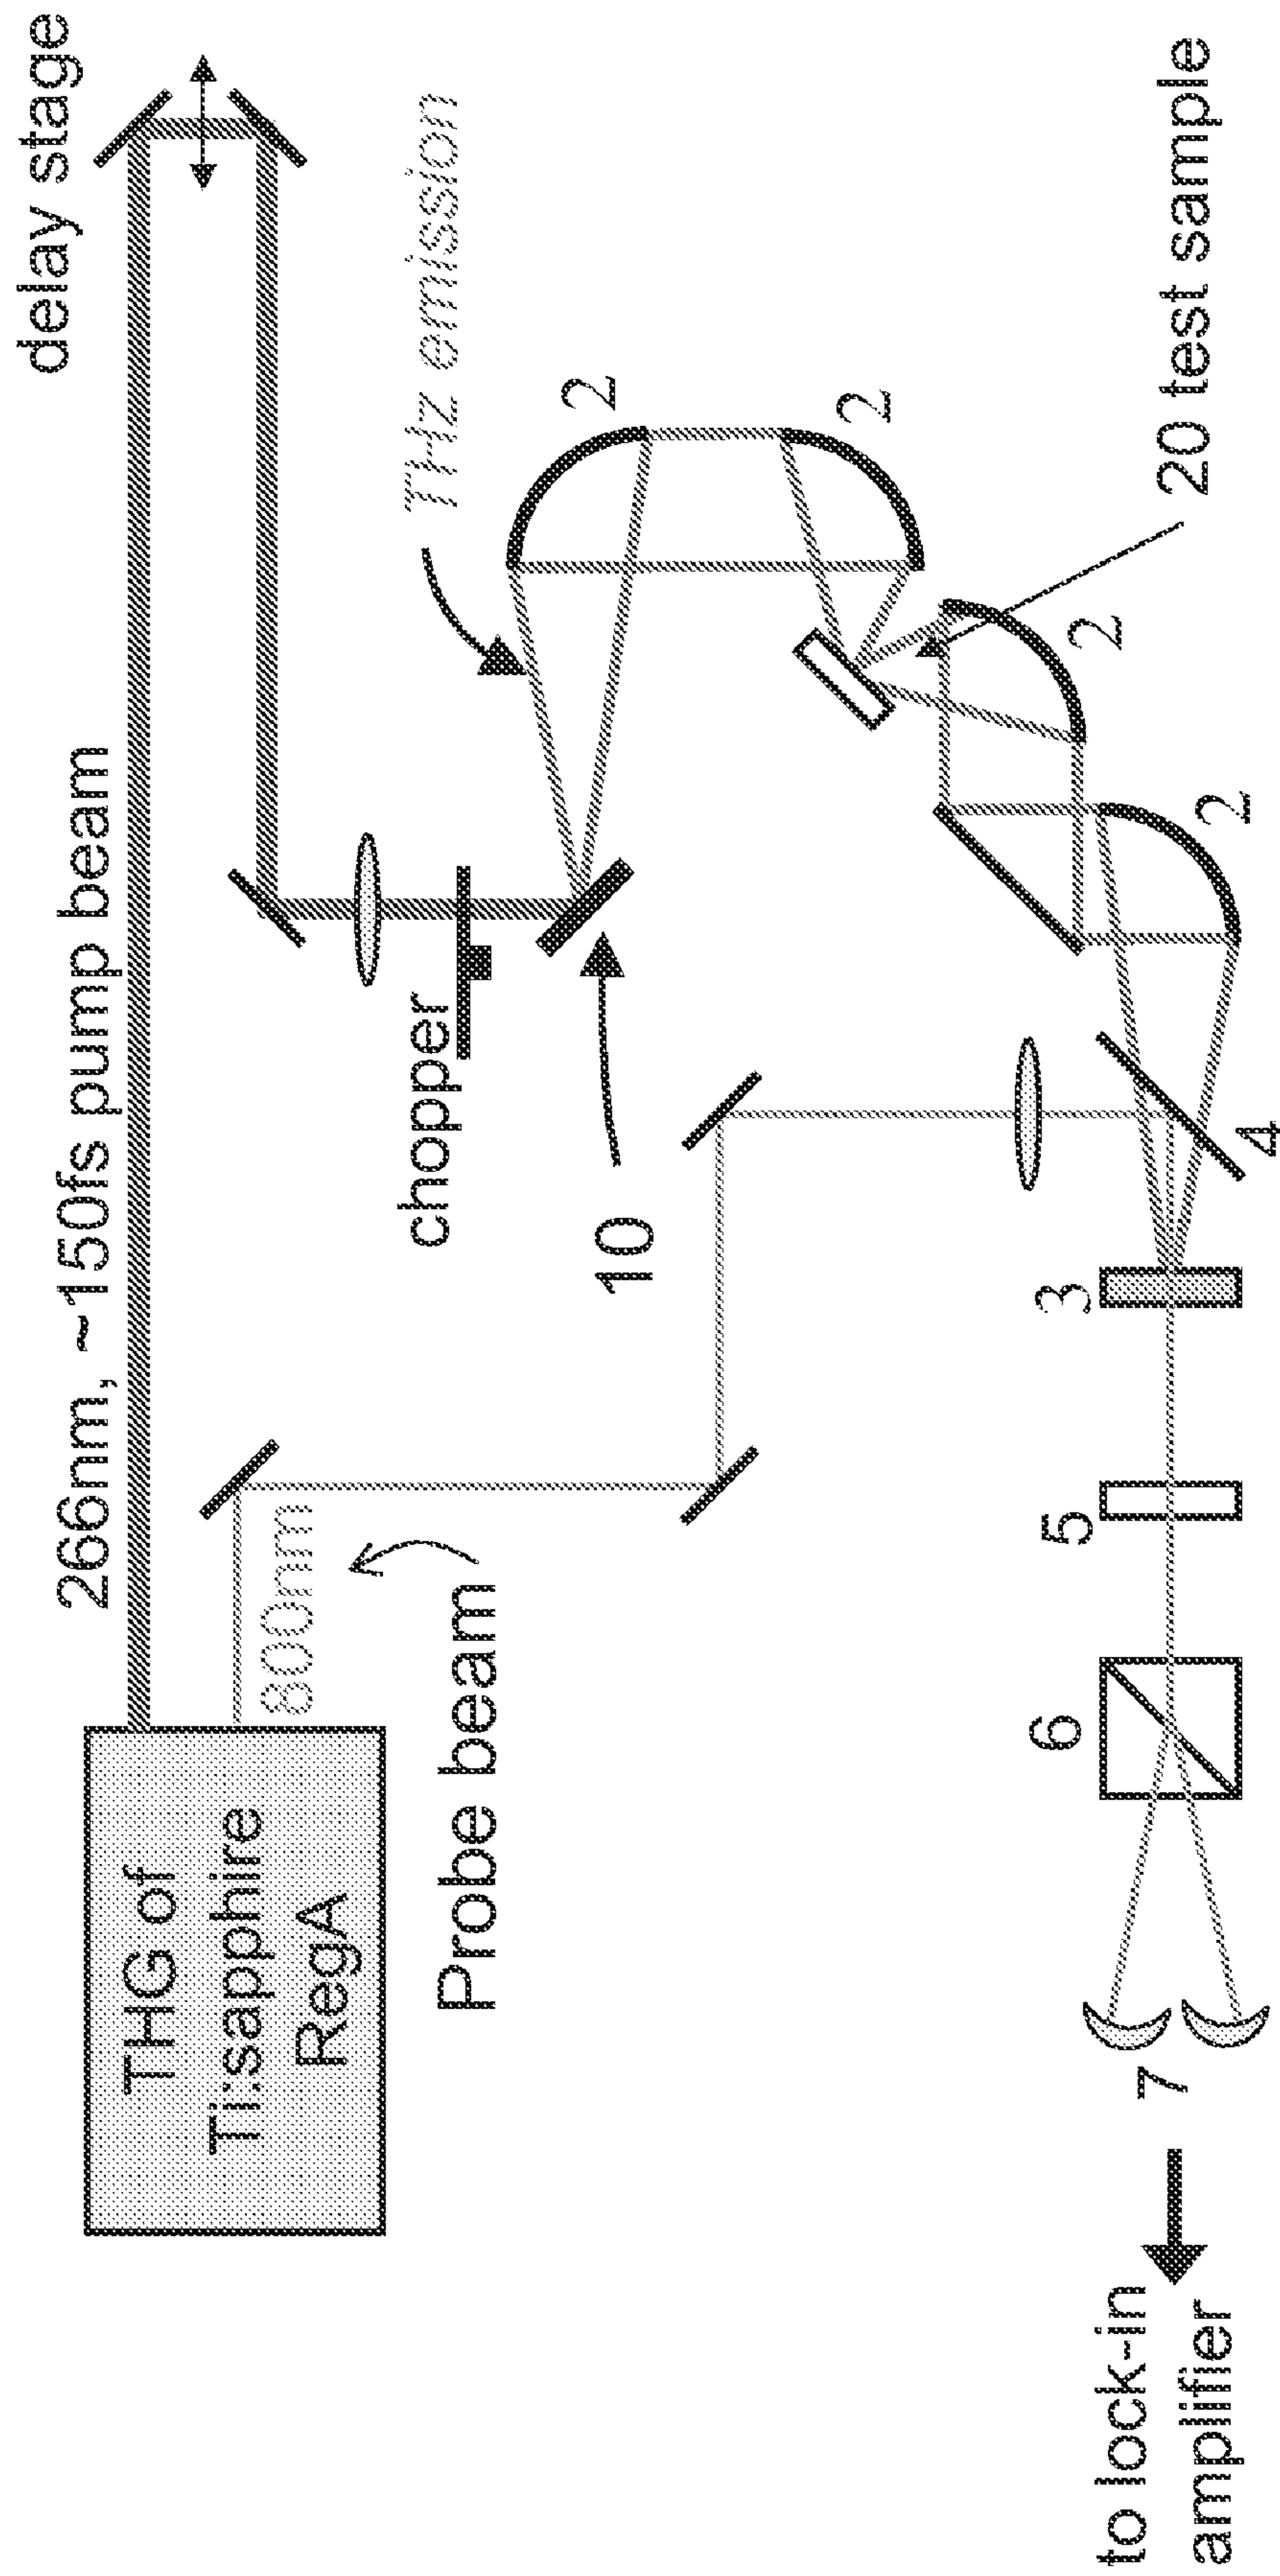 delay stage
266nm, ~150fs pump beam
THG of
Ti:sapphire
RegA
800nm
Probe beam
chopper
THz emission
10
2
2
2
2
20 test sample
3
4
5
6
7
to lock-in
amplifier